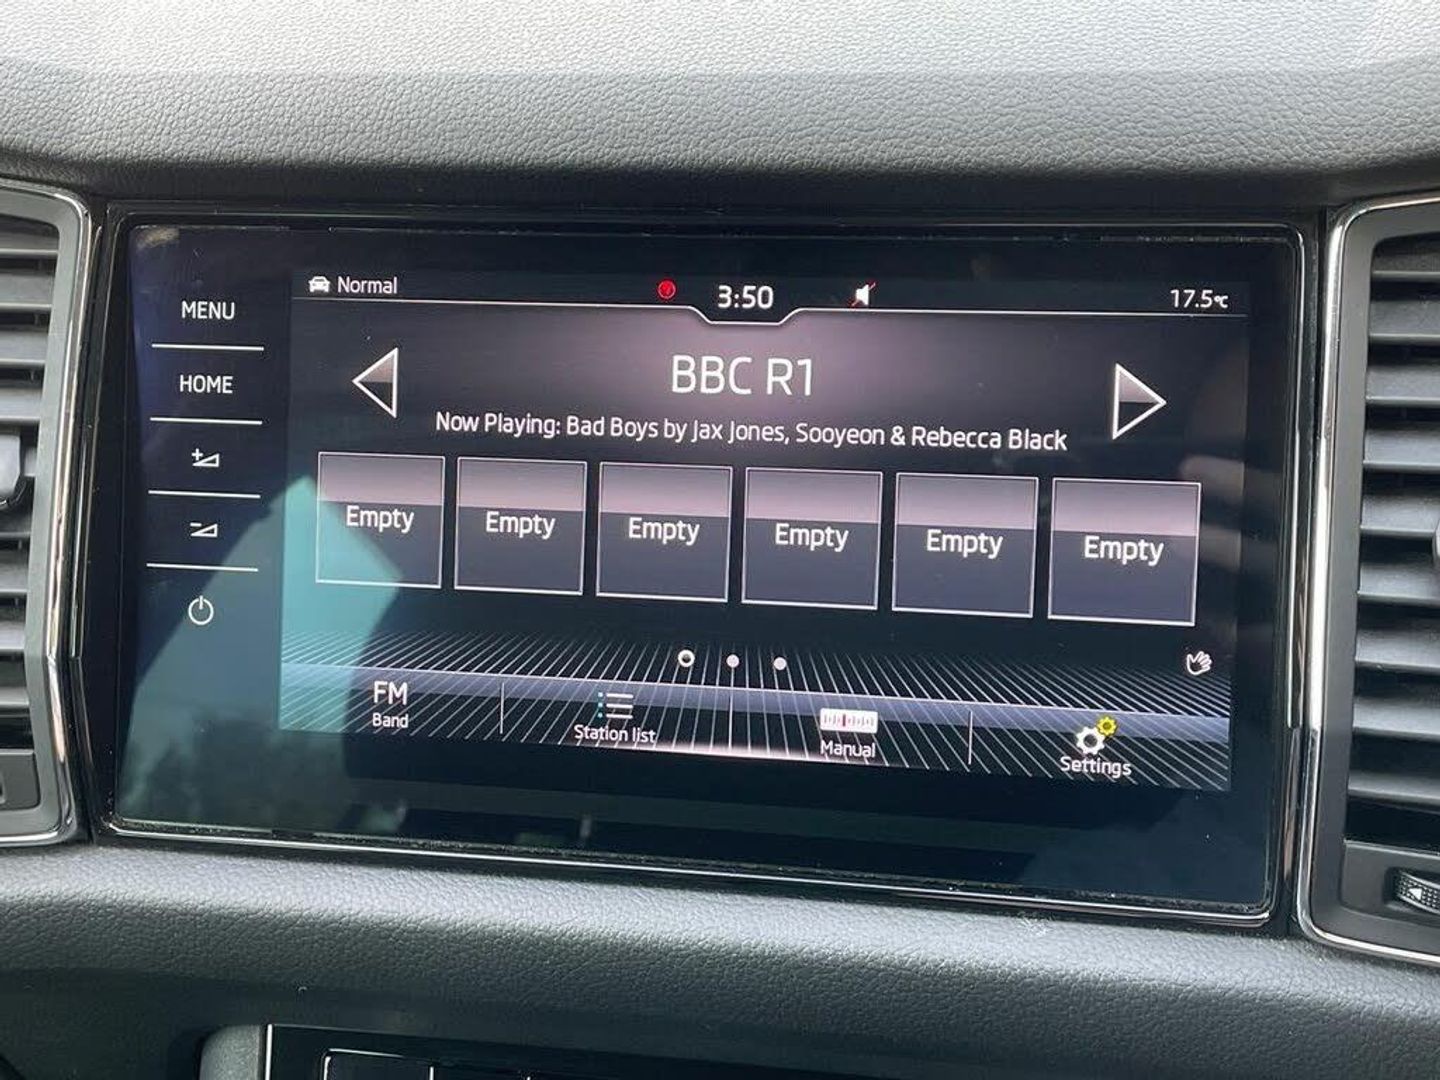 Normal
3:50
17.5°C
MENU
HOME
BBC R1
Now Playing: Bad Boys by Jax Jones, Sooyeon & Rebecca Black
Empty Empty Empty Empty Empty Empty
FM
Band
Station list
Manual
Settings